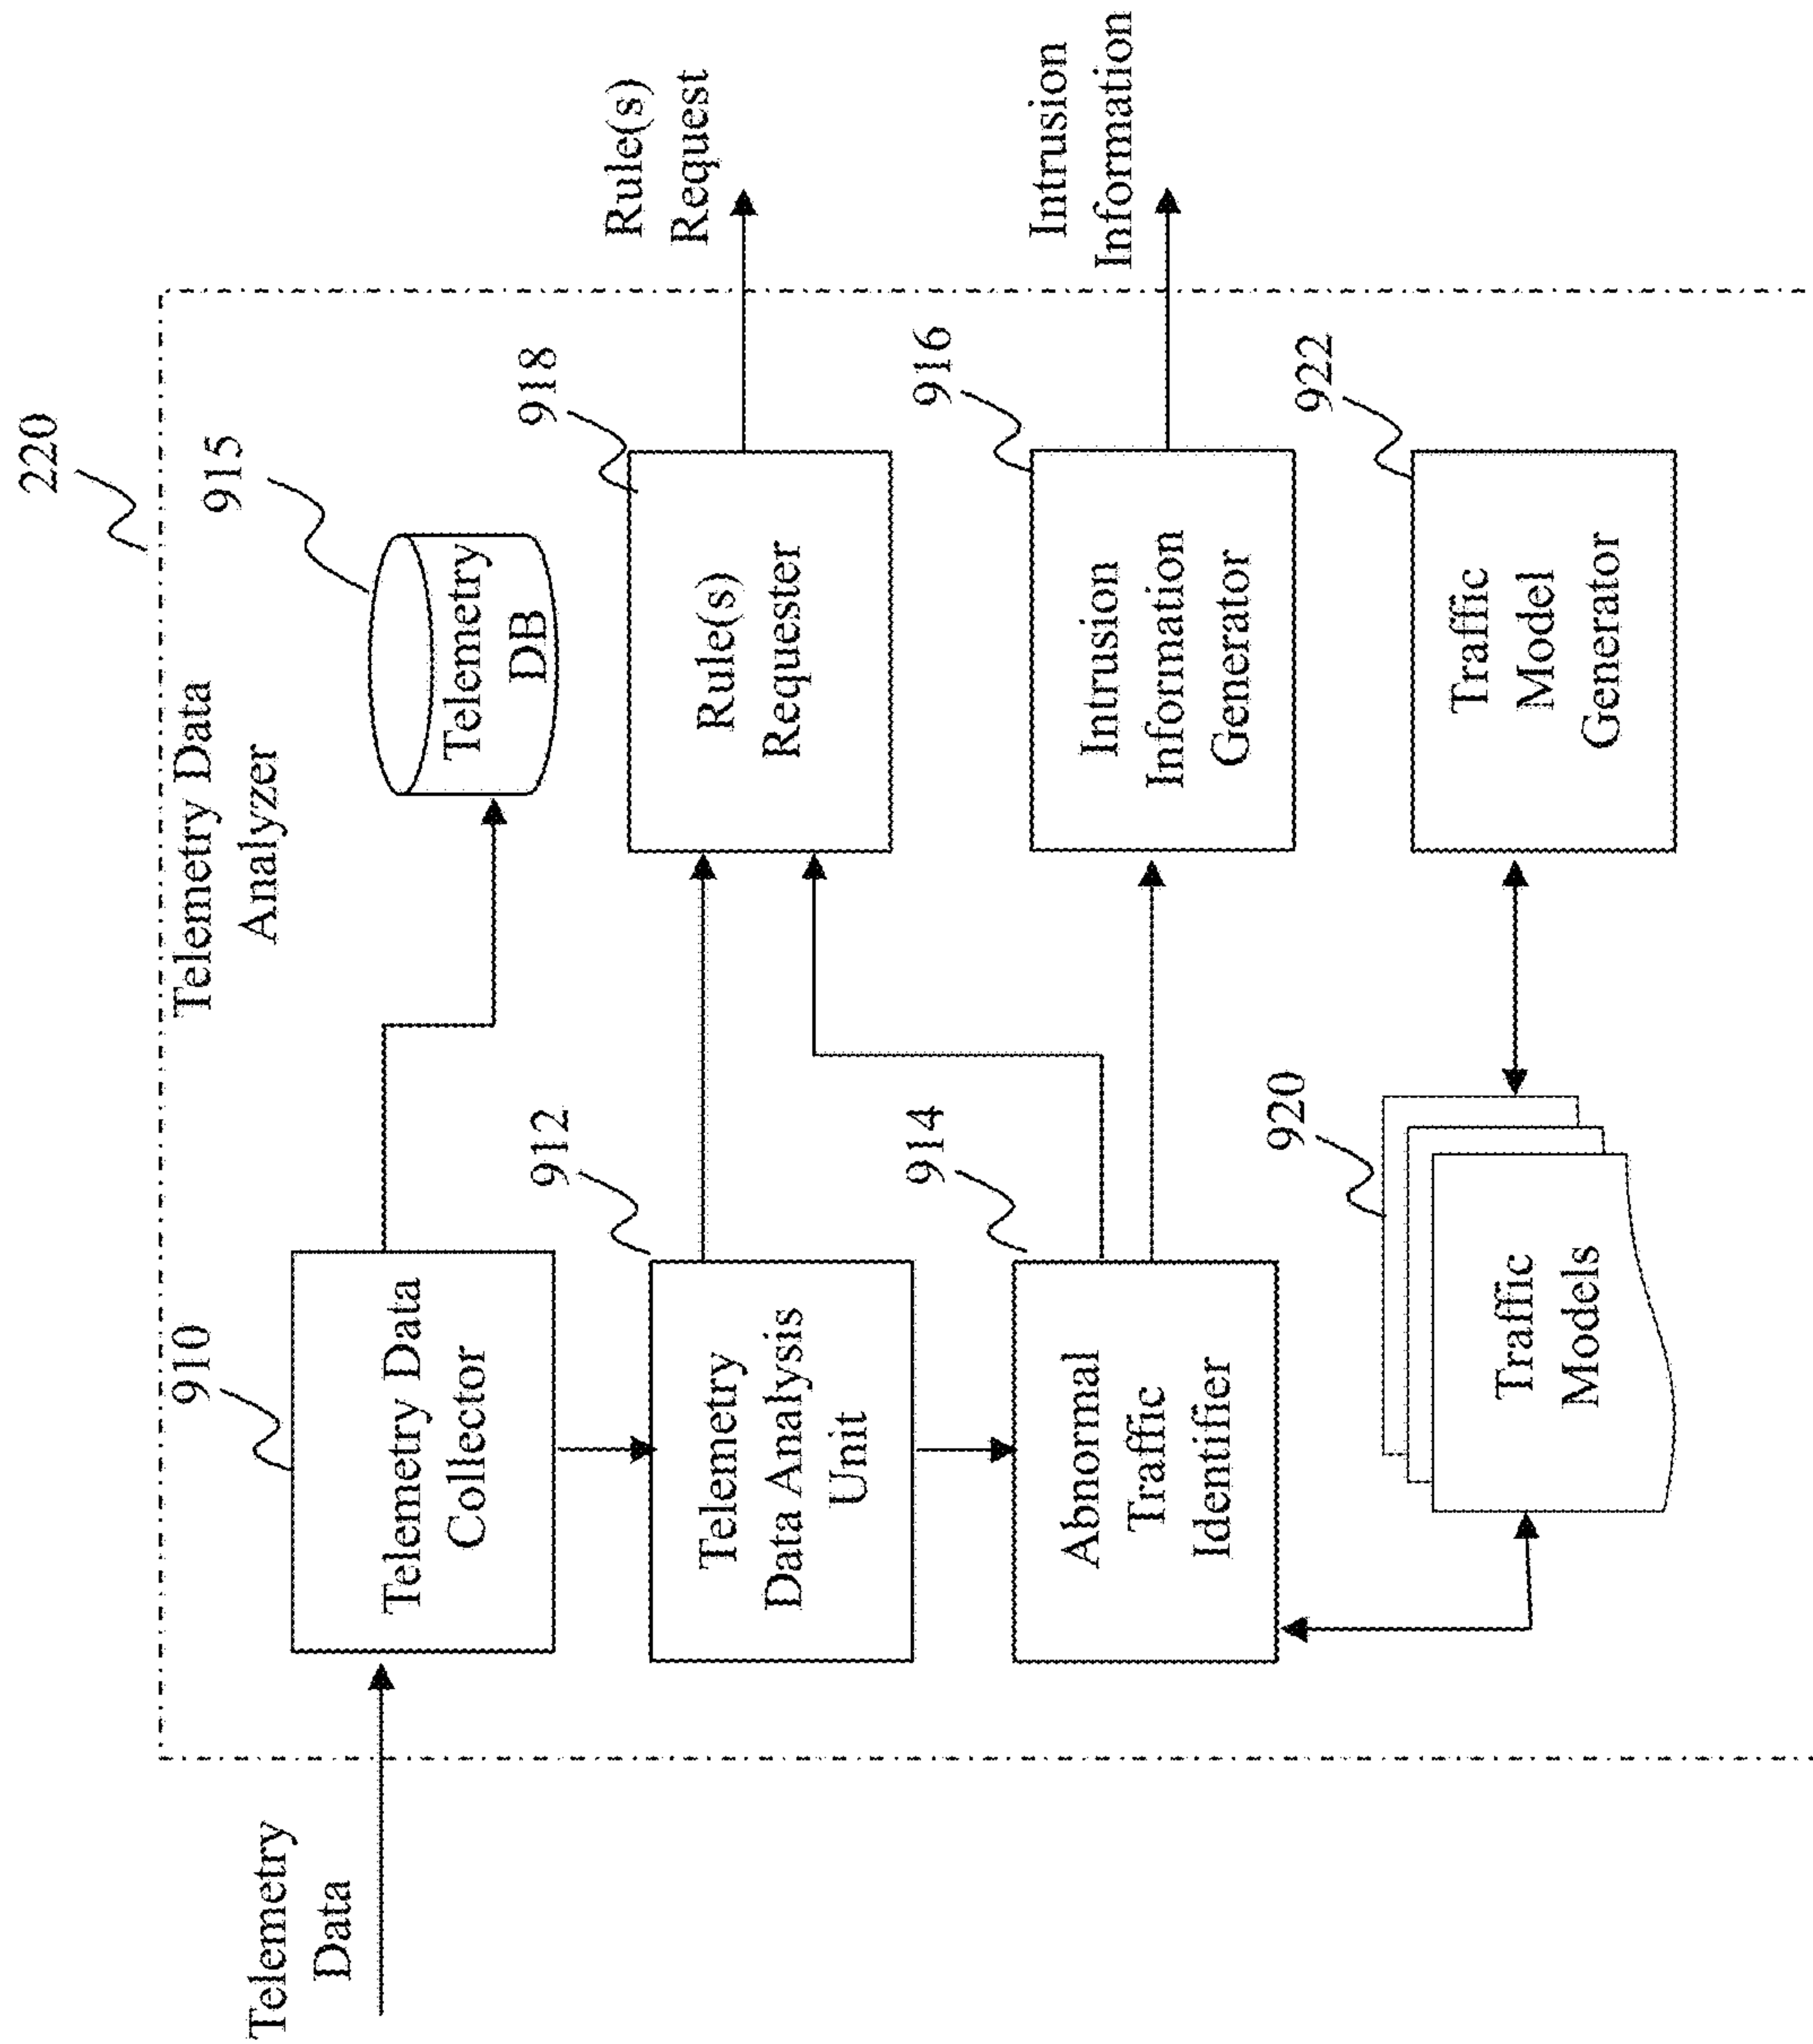 220
Telemetry Data
Analyzer
Telemetry
Data
910
Telemetry Data
Collector
915
Telemetry
DB
912
Telemetry
Data Analysis
Unit
918
Rule(s)
Requester
Rule(s)
Request
914
Abnormal
Traffic
Identifier
916
Intrusion
Information
Generator
Intrusion
Information
920
Traffic
Models
922
Traffic
Model
Generator